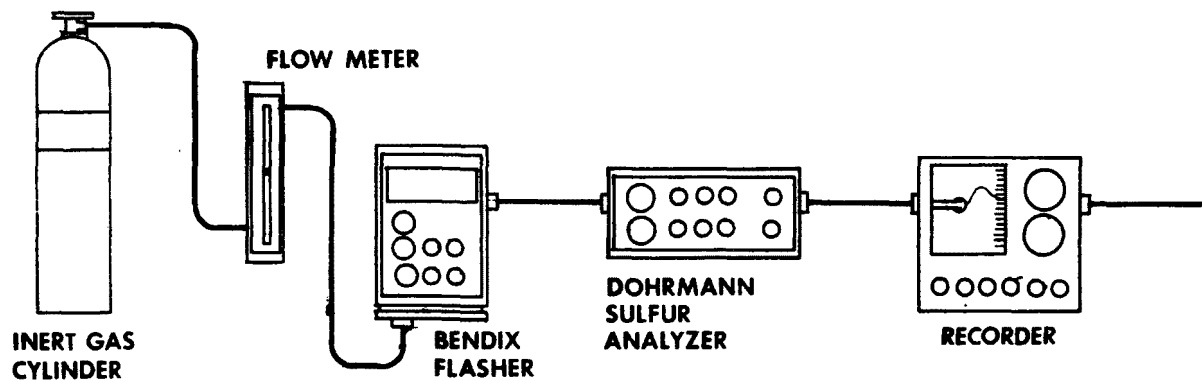 FLOW METER
INERT GAS
CYLINDER
BENDIX
FLASHER
DOHRMANN
SULFUR
ANALYZER
RECORDER